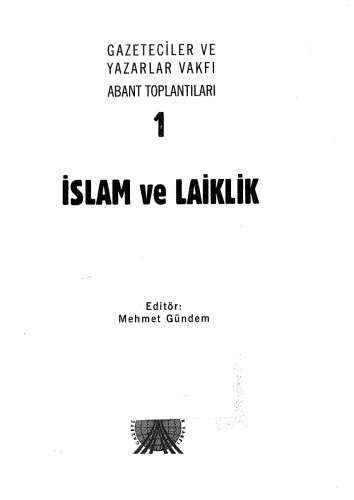 GAZETECİLER VE
YAZARLAR VAKFI
ABANT TOPLANTILARI
1
İSLAM ve LAİKLİK
Editör:
Mehmet Gündem